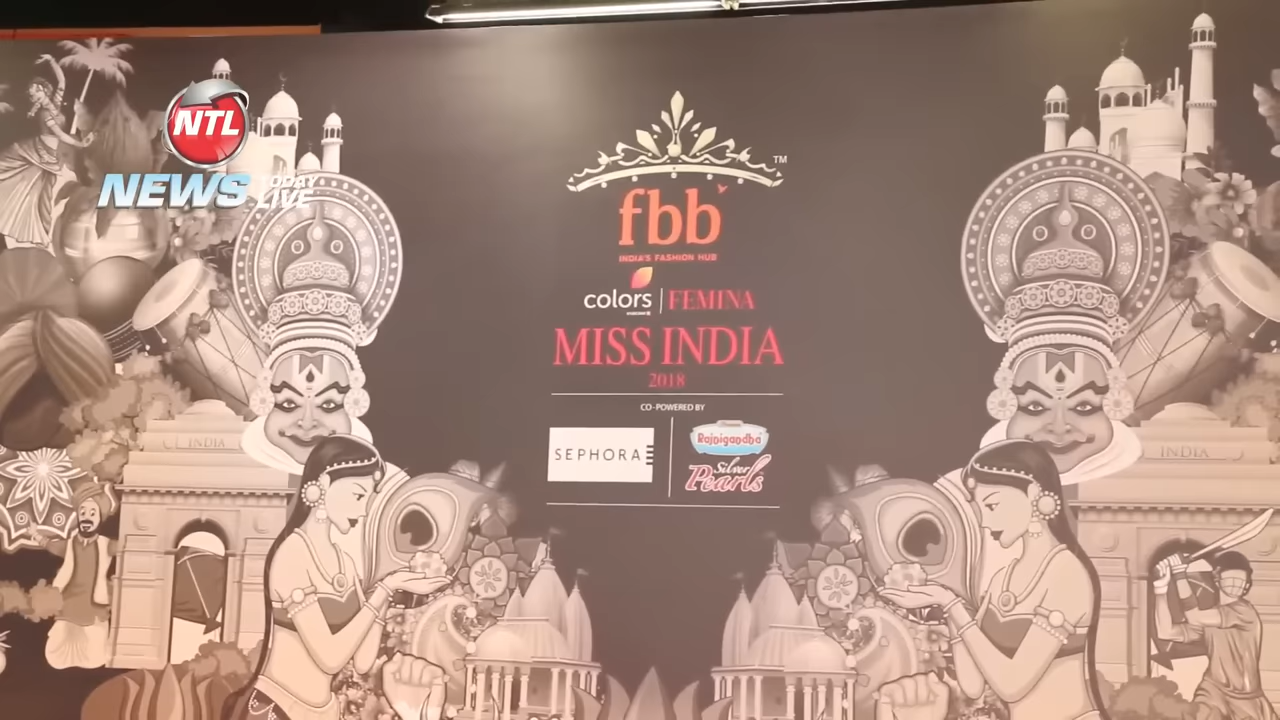 NTL
NEWS TODAY LIVE
TM
fbb
INDIA'S FASHION HUB
colors FEMINA
MISS INDIA
2018
CO-POWERED BY
SEPHORA
Rajnigandha
Silver
Pearls
INDIA
INDIA